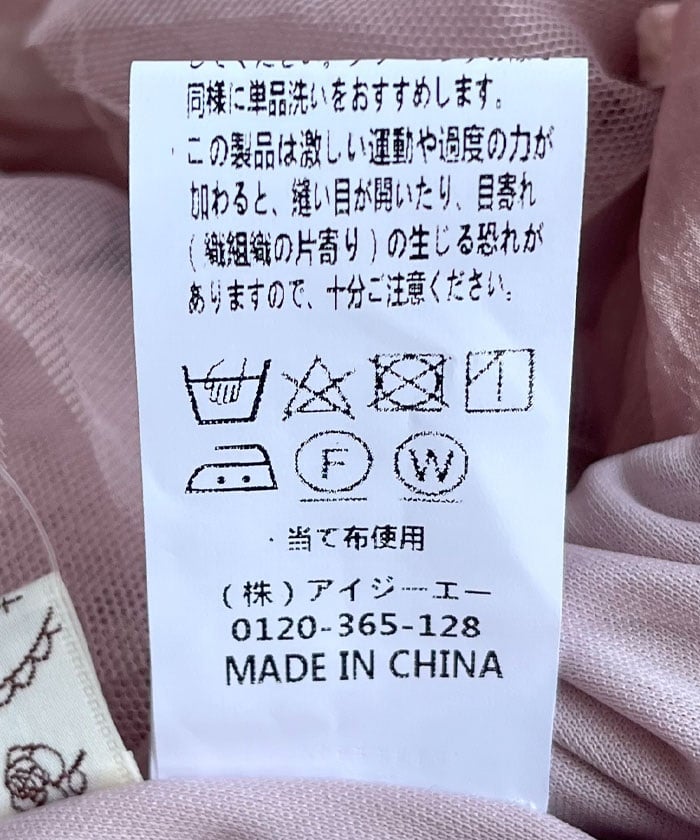 同様に単品洗いをおすすめします。
この製品は激しい運動や過度の力が
加わると、縫い目が開いたり、目寄れ
(織組織の片寄り)の生じる恐れが
ありますので、十分ご注意ください。
F W
・当て布使用
(株)アイジーエー
0120-365-128
MADE IN CHINA